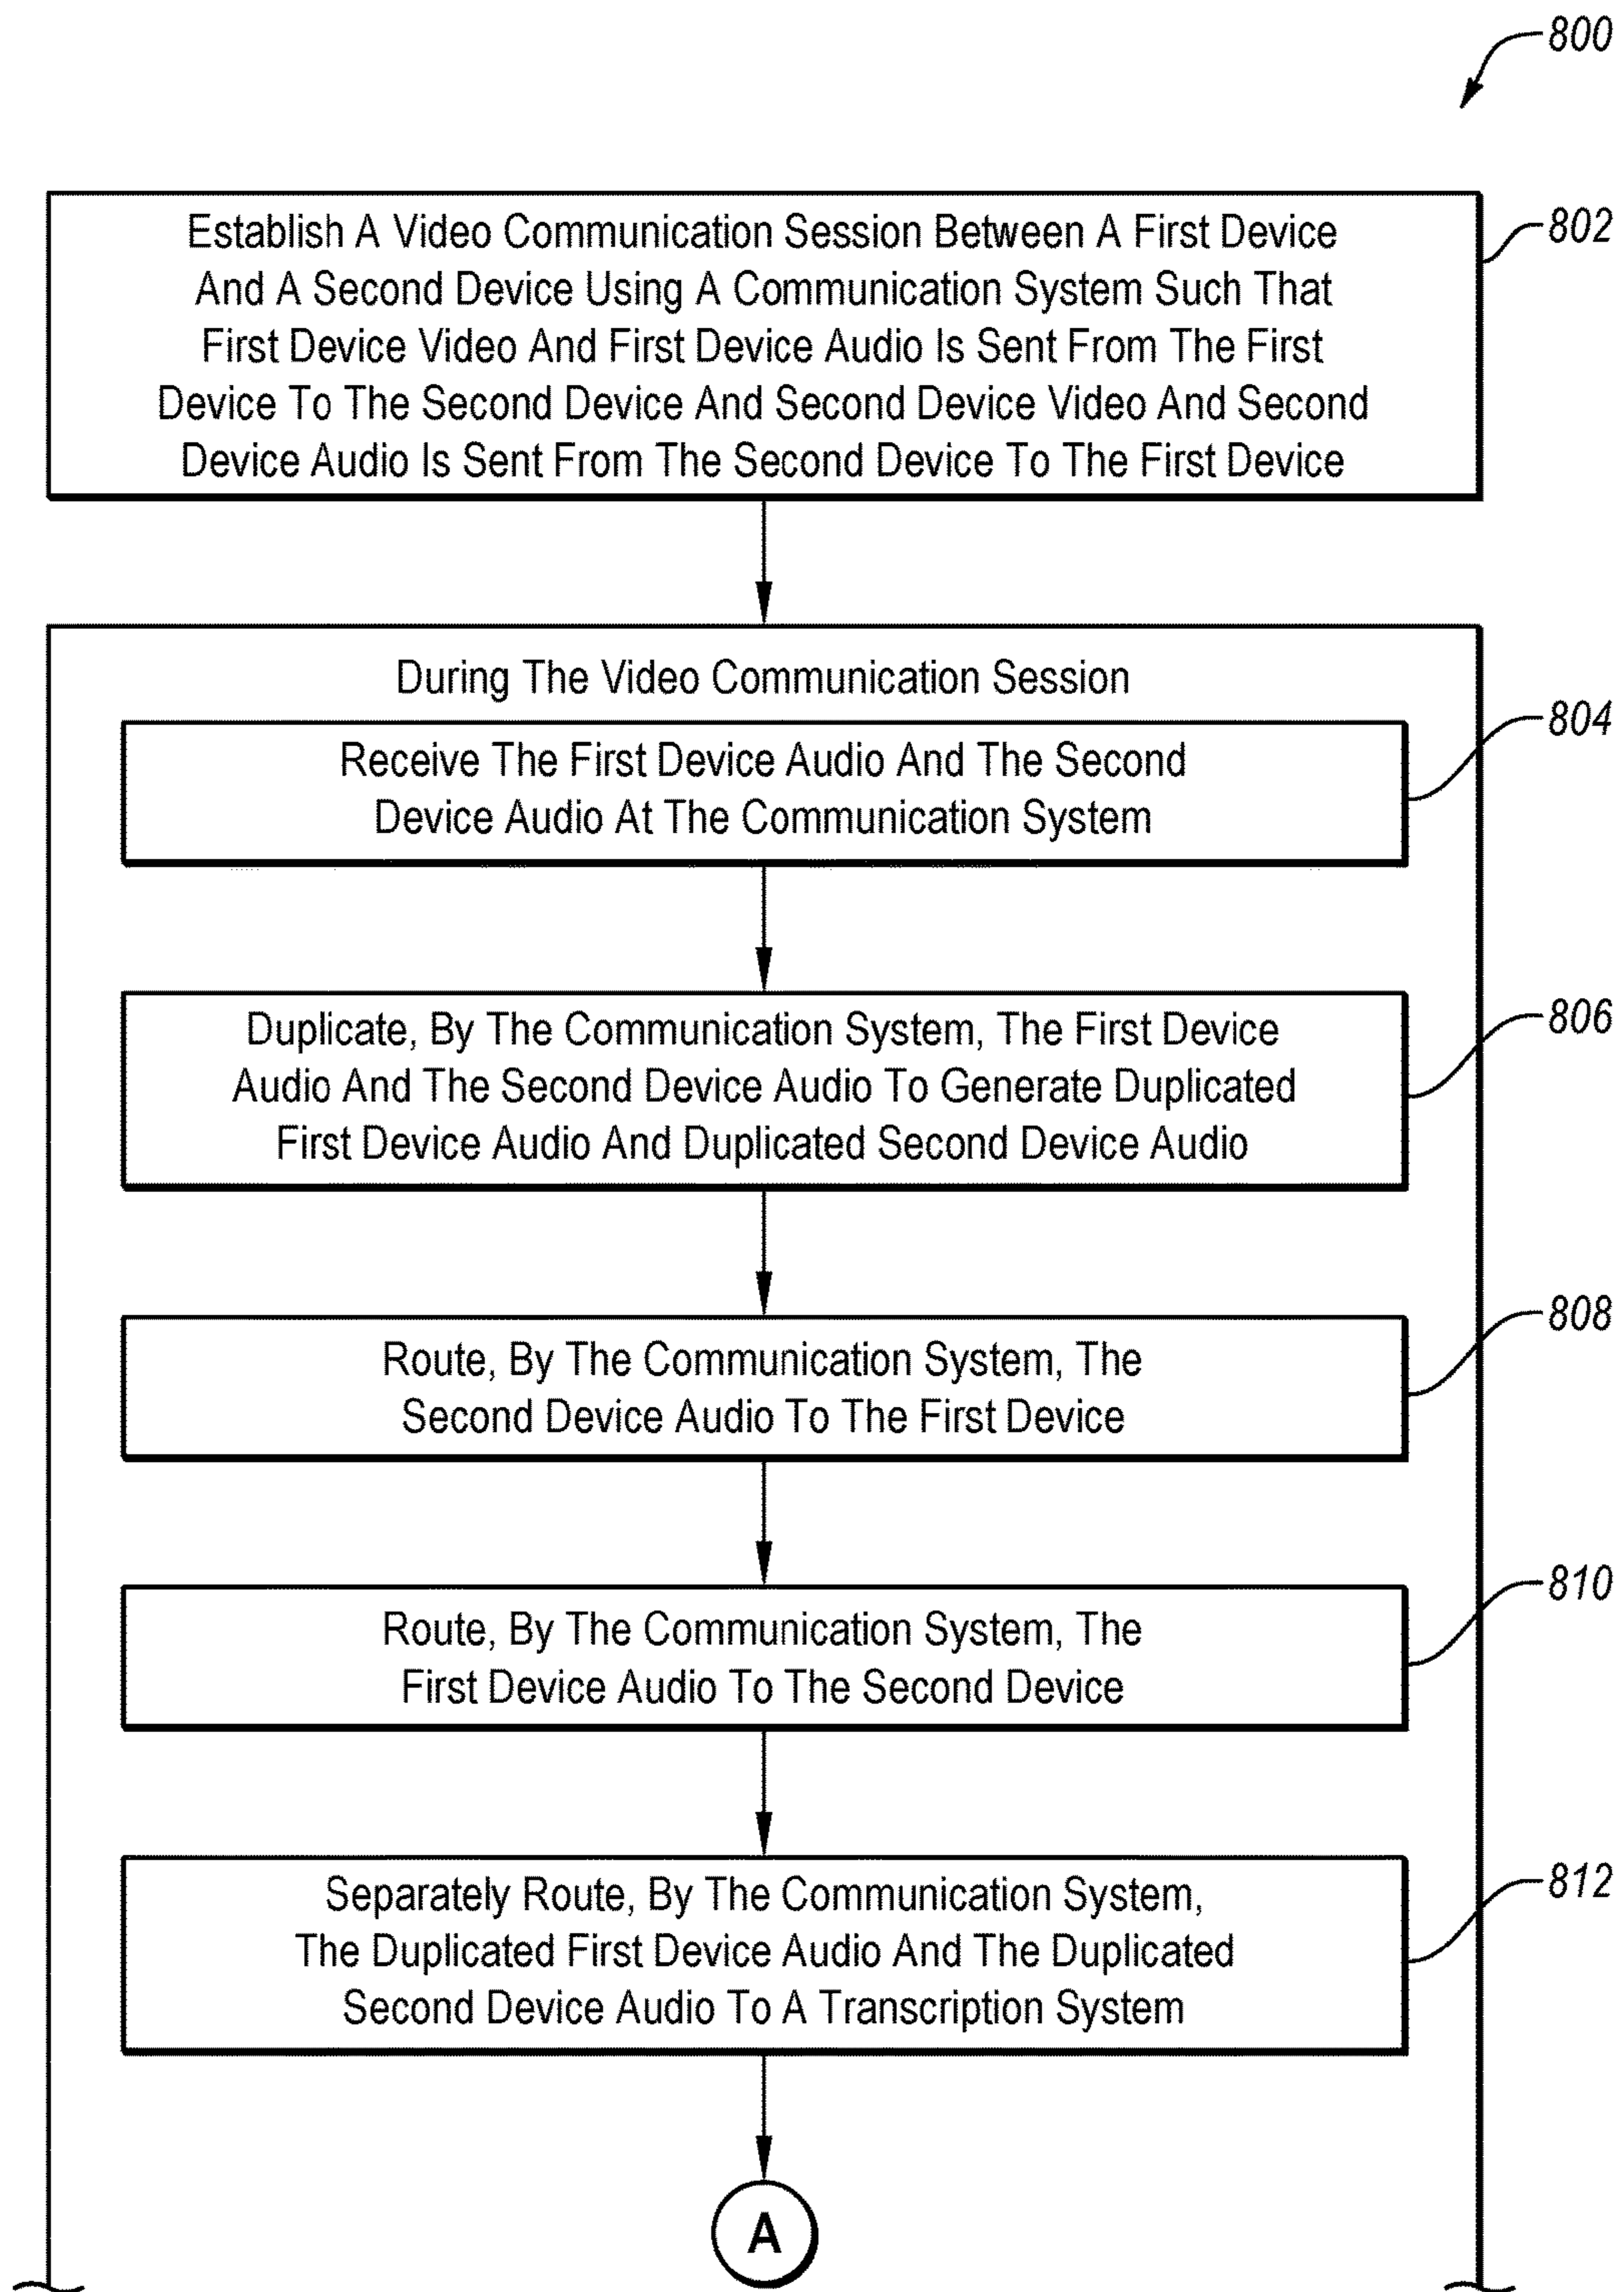 800
Establish A Video Communication Session Between A First Device
And A Second Device Using A Communication System Such That
First Device Video And First Device Audio Is Sent From The First
Device To The Second Device And Second Device Video And Second
Device Audio Is Sent From The Second Device To The First Device
802
During The Video Communication Session
804
Receive The First Device Audio And The Second
Device Audio At The Communication System
806
Duplicate, By The Communication System, The First Device
Audio And The Second Device Audio To Generate Duplicated
First Device Audio And Duplicated Second Device Audio
808
Route, By The Communication System, The
Second Device Audio To The First Device
810
Route, By The Communication System, The
First Device Audio To The Second Device
812
Separately Route, By The Communication System,
The Duplicated First Device Audio And The Duplicated
Second Device Audio To A Transcription System
A